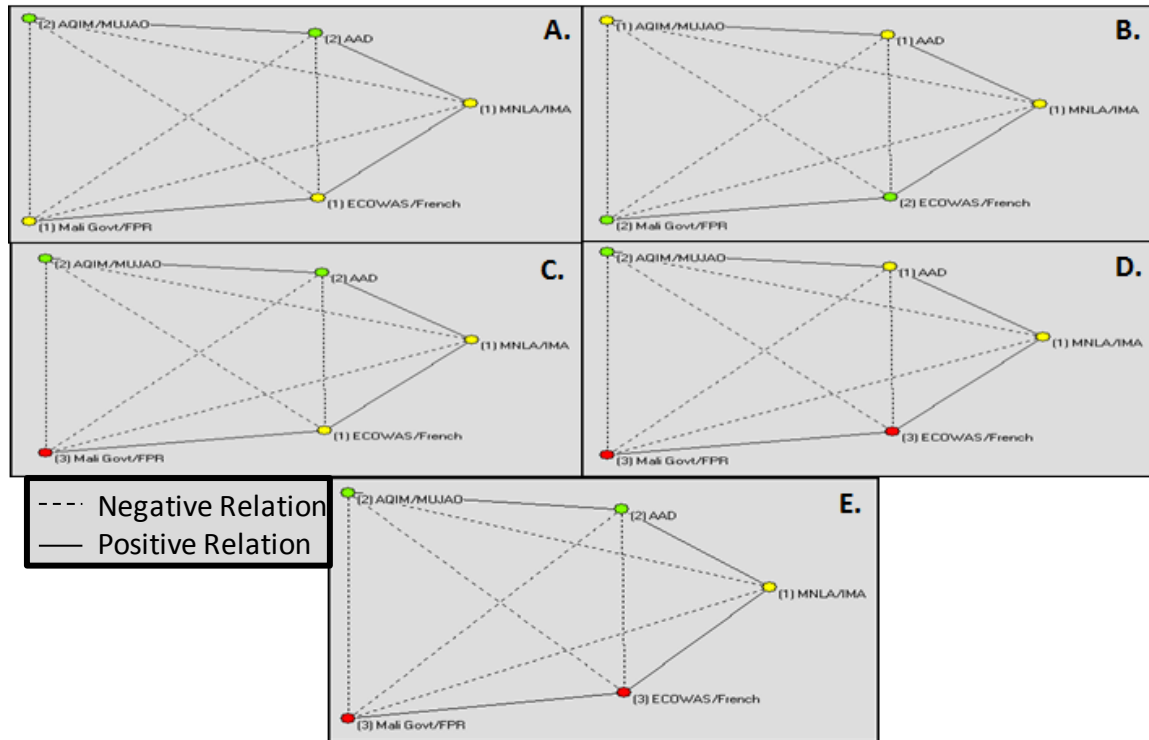 A.
(2) AQIM/MUJAO
(2) AAD
(1) MNLA/IMA
(1) ECOWAS/French
(1) Mali Govt/FPR
B.
(1) AQIM/MUJAO
(1) AAD
(1) MNLA/IMA
(2) ECOWAS/French
(2) Mali Govt/FPR
C.
(2) AQIM/MUJAO
(2) AAD
(1) MNLA/IMA
(1) ECOWAS/French
(3) Mali Govt/FPR
D.
(2) AQIM/MUJAO
(1) AAD
(1) MNLA/IMA
(3) ECOWAS/French
(3) Mali Govt/FPR
Negative Relation
Positive Relation
E.
(2) AQIM/MUJAO
(2) AAD
(1) MNLA/IMA
(3) ECOWAS/French
(3) Mali Govt/FPR